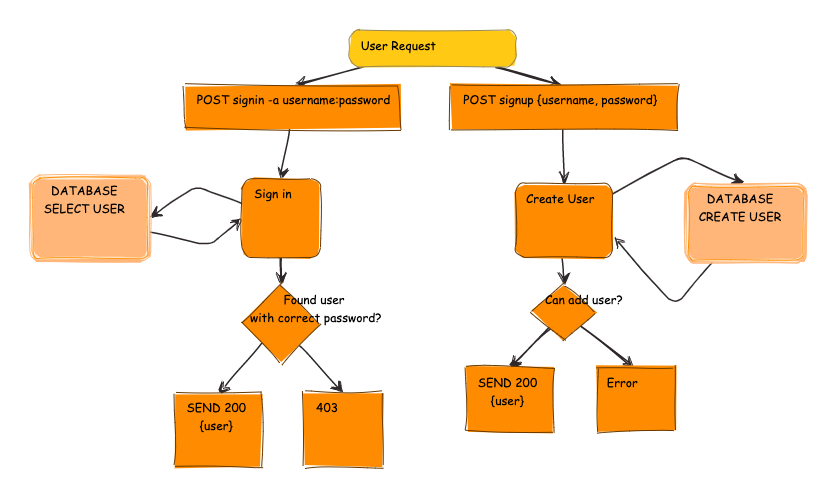 User Request
POST signin -a username:password
POST signup {username, password}
DATABASE
SELECT USER
Sign in
Create User
DATABASE
CREATE USER
Found user
with correct password?
Can add user?
SEND 200
{user}
403
SEND 200
{user}
Error